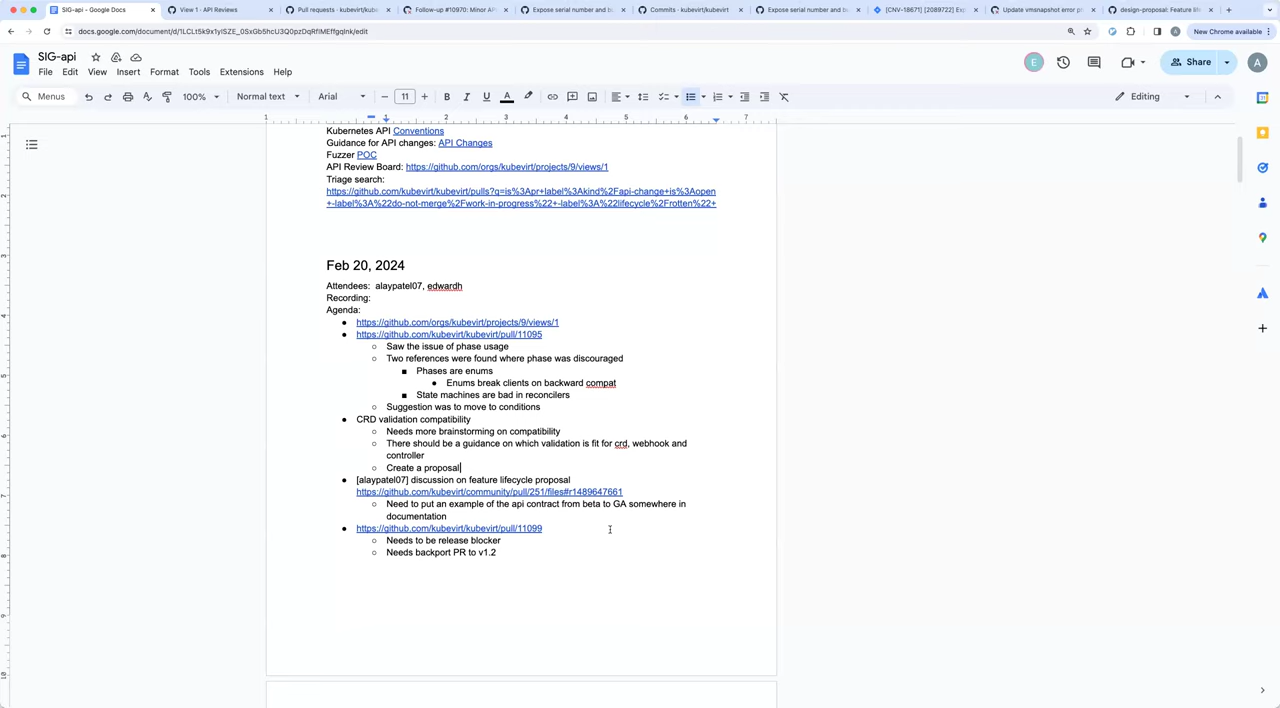 SIG-api - Google Docs
View 1 · API Reviews
Pull requests · kubevirt/kube
Follow-up #10970: Minor AP
Expose serial number and b
Commits · kubevirt/kubevirt
Expose serial number and b
[CNV-18671] [2089722] Ex
Update vmsnapshot error p
design-proposal: Feature li
docs.google.com/document/d/
/edit
New Chrome available
SIG-api
File Edit View Insert Format Tools Extensions Help
E
Share
A
Menus
100%
Normal text
Arial
11
B I U A
Editing
1 1 2 3 4 5 6 7
Kubernetes API Conventions
Guidance for API changes: API Changes
Fuzzer POC
API Review Board: https://github.com/orgs/kubevirt/projects/9/views/1
Triage search:
https://github.com/kubevirt/kubevirt/pulls?q=is%3Apr+label%3Akind%2Fapi-change+is%3Aopen
+-label%3A%22do-not-merge%2Fwork-in-progress%22+-label%3A%22lifecycle%2Frotten%22+
Feb 20, 2024
Attendees: alaypatel07, edwardh
Recording:
Agenda:
● https://github.com/orgs/kubevirt/projects/9/views/1
● https://github.com/kubevirt/kubevirt/pull/11095
○ Saw the issue of phase usage
○ Two references were found where phase was discouraged
■ Phases are enums
● Enums break clients on backward compat
■ State machines are bad in reconcilers
○ Suggestion was to move to conditions
● CRD validation compatibility
○ Needs more brainstorming on compatibility
○ There should be a guidance on which validation is fit for crd, webhook and
controller
○ Create a proposal
● [alaypatel07] discussion on feature lifecycle proposal
https://github.com/kubevirt/community/pull/251/files#r1489647661
○ Need to put an example of the api contract from beta to GA somewhere in
documentation
● https://github.com/kubevirt/kubevirt/pull/11099
○ Needs to be release blocker
○ Needs backport PR to v1.2